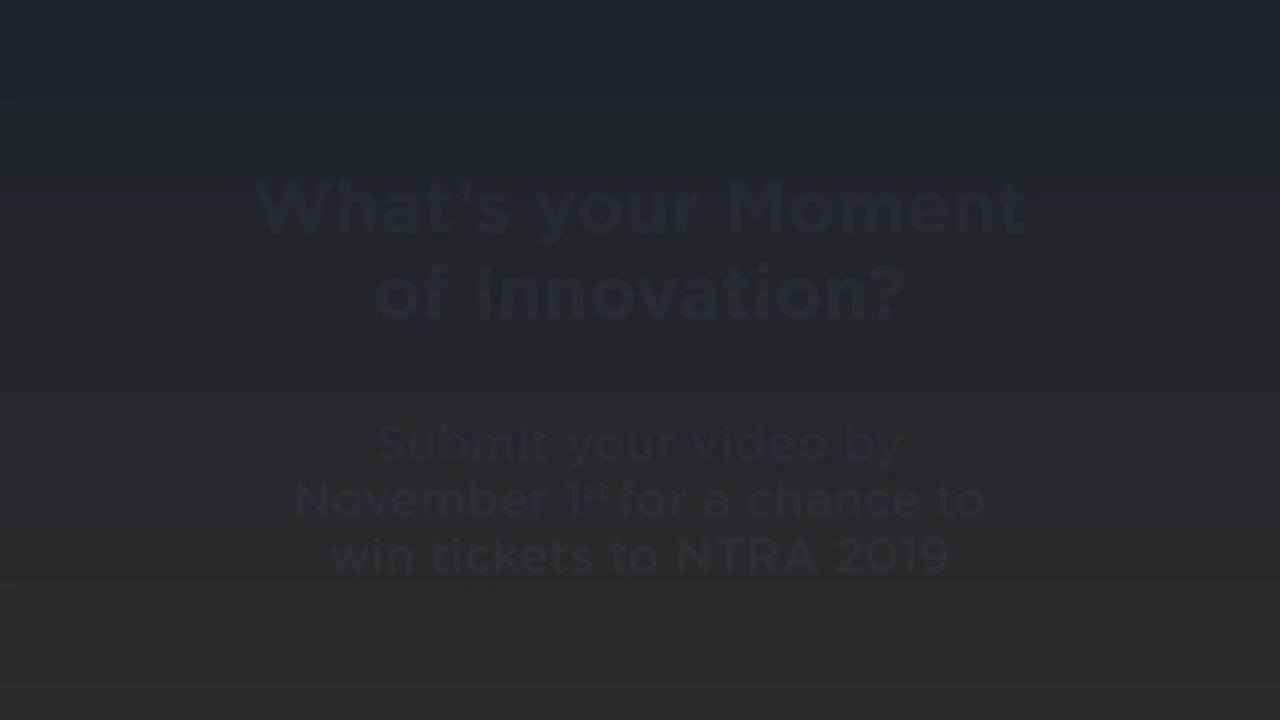 What’s your Moment
of Innovation?
Submit your video by
November 1st for a chance to
win tickets to NTRA 2019